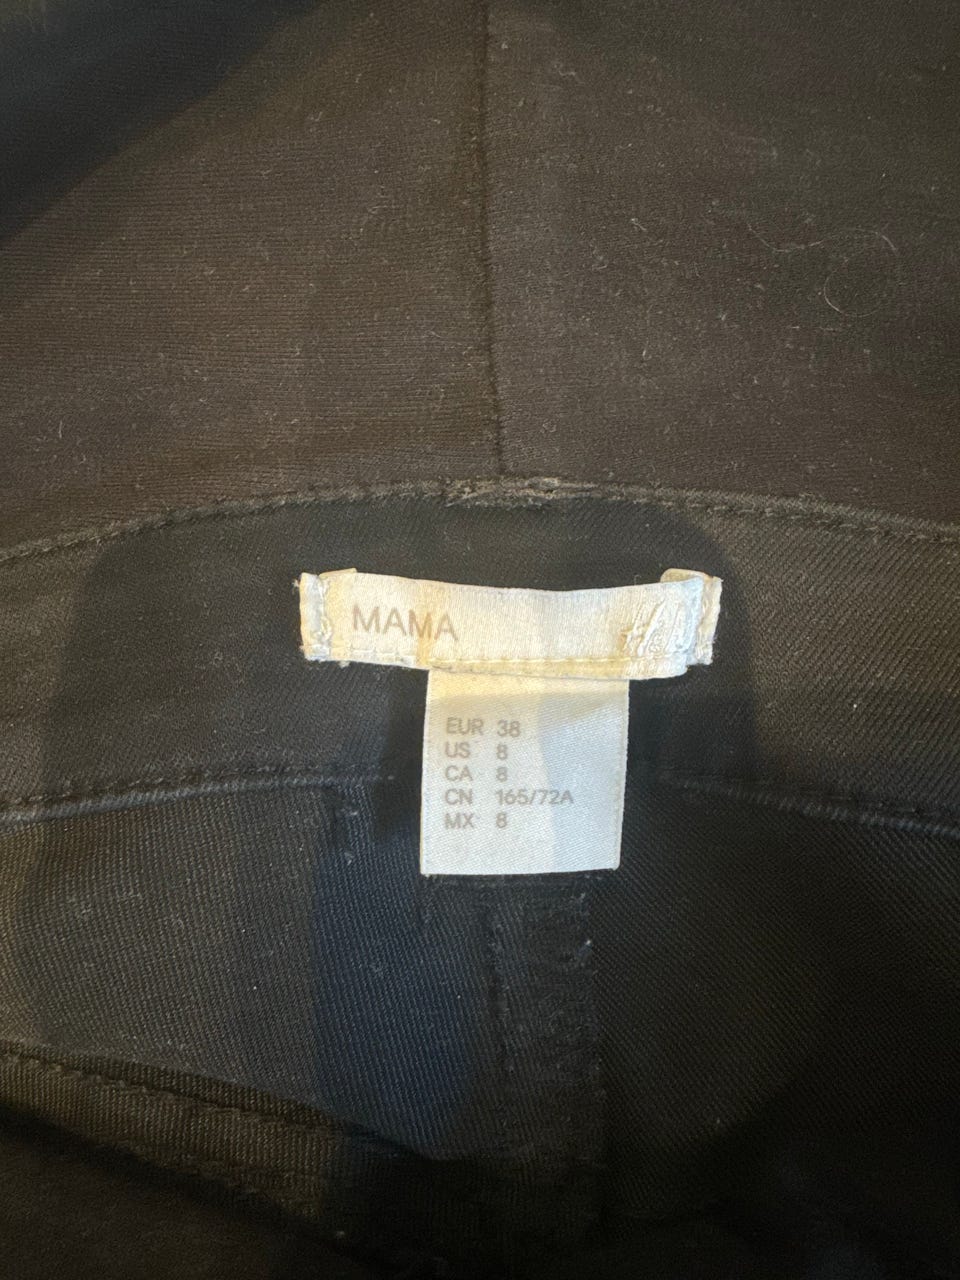 MAMA
EUR 38
US 8
CA 8
CN 165/72A
MX 8